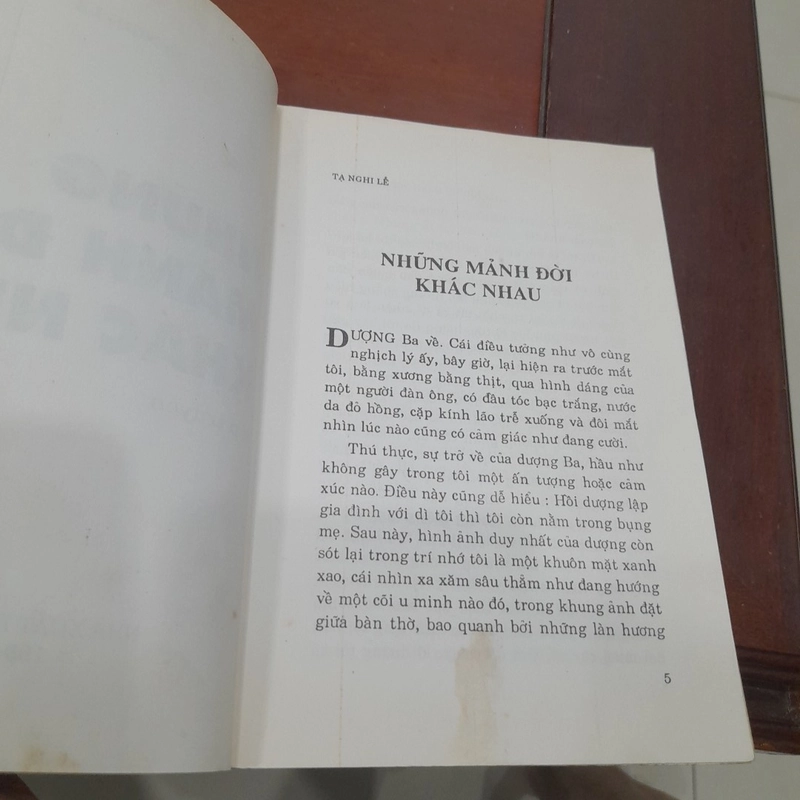 TẠ NGHI LỄ
NHỮNG MẢNH ĐỜI
KHÁC NHAU
DƯỢNG Ba về. Cái điều tưởng như vô cùng
nghịch lý ấy, bây giờ, lại hiện ra trước mắt
tôi, bằng xương bằng thịt, qua hình dáng của
một người đàn ông, có đầu tóc bạc trắng, nước
da đỏ hồng, cặp kính lão trễ xuống và đôi mắt
nhìn lúc nào cũng có cảm giác như đang cười.
Thú thực, sự trở về của dượng Ba, hầu như
không gây trong tôi một ấn tượng hoặc cảm
xúc nào. Điều này cũng dễ hiểu : Hồi dượng lập
gia đình với dì tôi thì tôi còn nằm trong bụng
mẹ. Sau này, hình ảnh duy nhất của dượng còn
sót lại trong trí nhớ tôi là một khuôn mặt xanh
xao, cái nhìn xa xăm sâu thẳm như đang hướng
về một cõi u minh nào đó, trong khung ảnh đặt
giữa bàn thờ, bao quanh bởi những làn hương
5